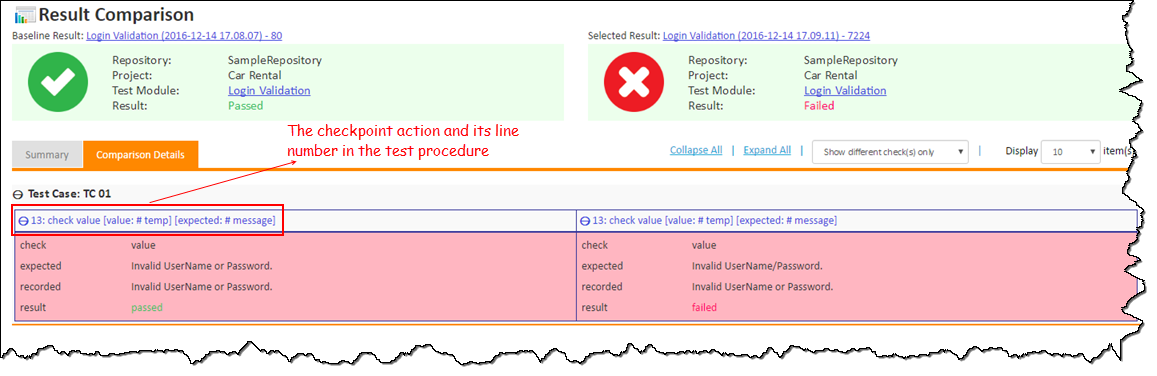 Result Comparison
Baseline Result: Login Validation (2016-12-14 17.08.07) - 80
Repository: SampleRepository
Project: Car Rental
Test Module: Login Validation
Result: Passed
Selected Result: Login Validation (2016-12-14 17.09.11) - 7224
Repository: SampleRepository
Project: Car Rental
Test Module: Login Validation
Result: Failed
The checkpoint action and its line
number in the test procedure
Summary Comparison Details
Collapse All | Expand All | Show different check(s) only | Display 10 item(s
Test Case: TC 01
13: check value [value: # temp] [expected: # message]
check value
expected Invalid UserName or Password.
recorded Invalid UserName or Password.
result passed
13: check value [value: # temp] [expected: # message]
check value
expected Invalid UserName/Password.
recorded Invalid UserName or Password.
result failed